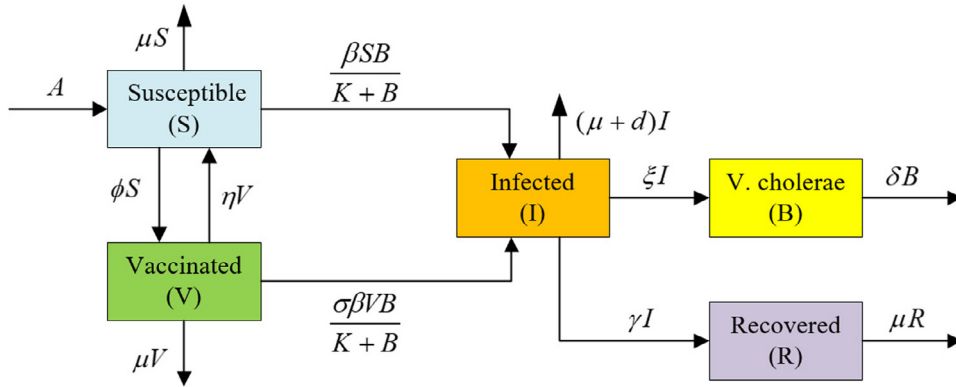 μS
A
Susceptible
(S)
βSB
K + B
(μ + d)I
ϕS
ηV
Infected
(I)
ξI
V. cholerae
(B)
δB
Vaccinated
(V)
σβVB
K + B
μV
γI
Recovered
(R)
μR